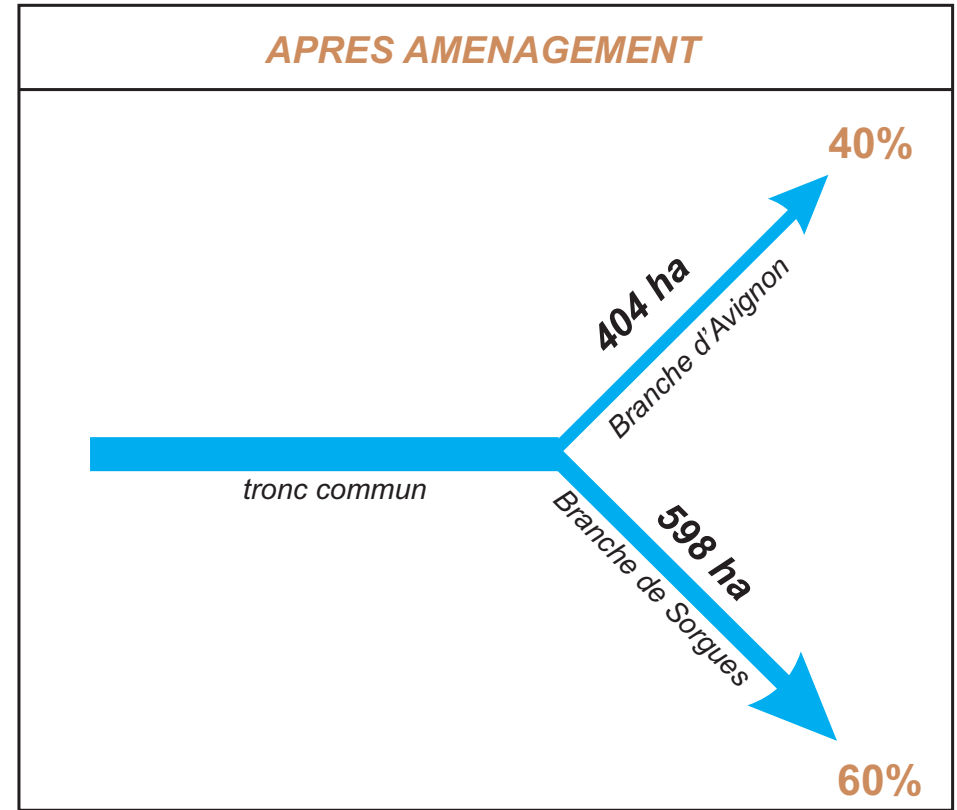 APRES AMENAGEMENT
40%
404 ha
Branche d’Avignon
tronc commun
598 ha
Branche de Sorgues
60%